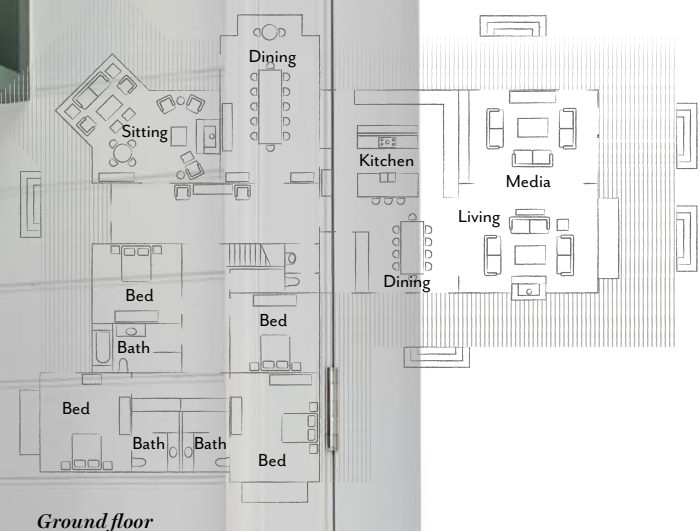 Dining
Sitting
Kitchen
Media
Living
Dining
Bed
Bed
Bath
Bed
Bath
Bath
Bed
Ground floor